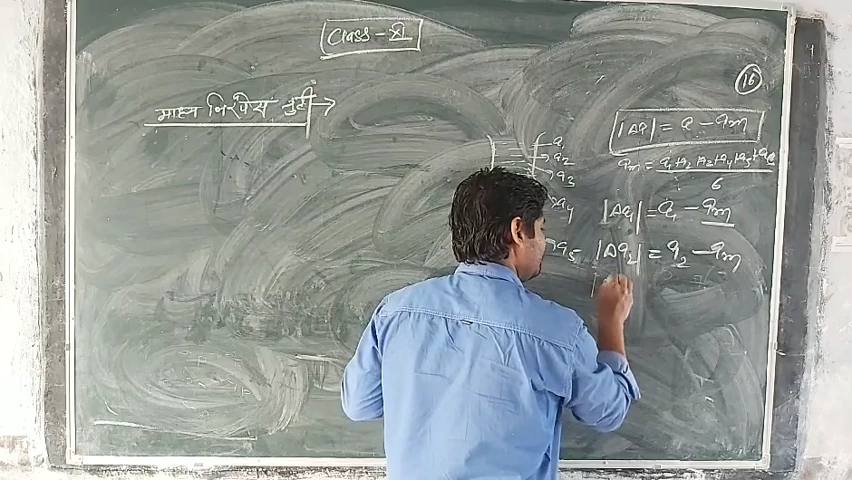 Class - XI
16
माध्य निरपेक्ष त्रुटी →
|Δa| = a - am
a1
a2
a3
a4
a5
am = a1+a2+a3+a4+a5+a6
6
|Δa1| = a1 - am
|Δa2| = a2 - am